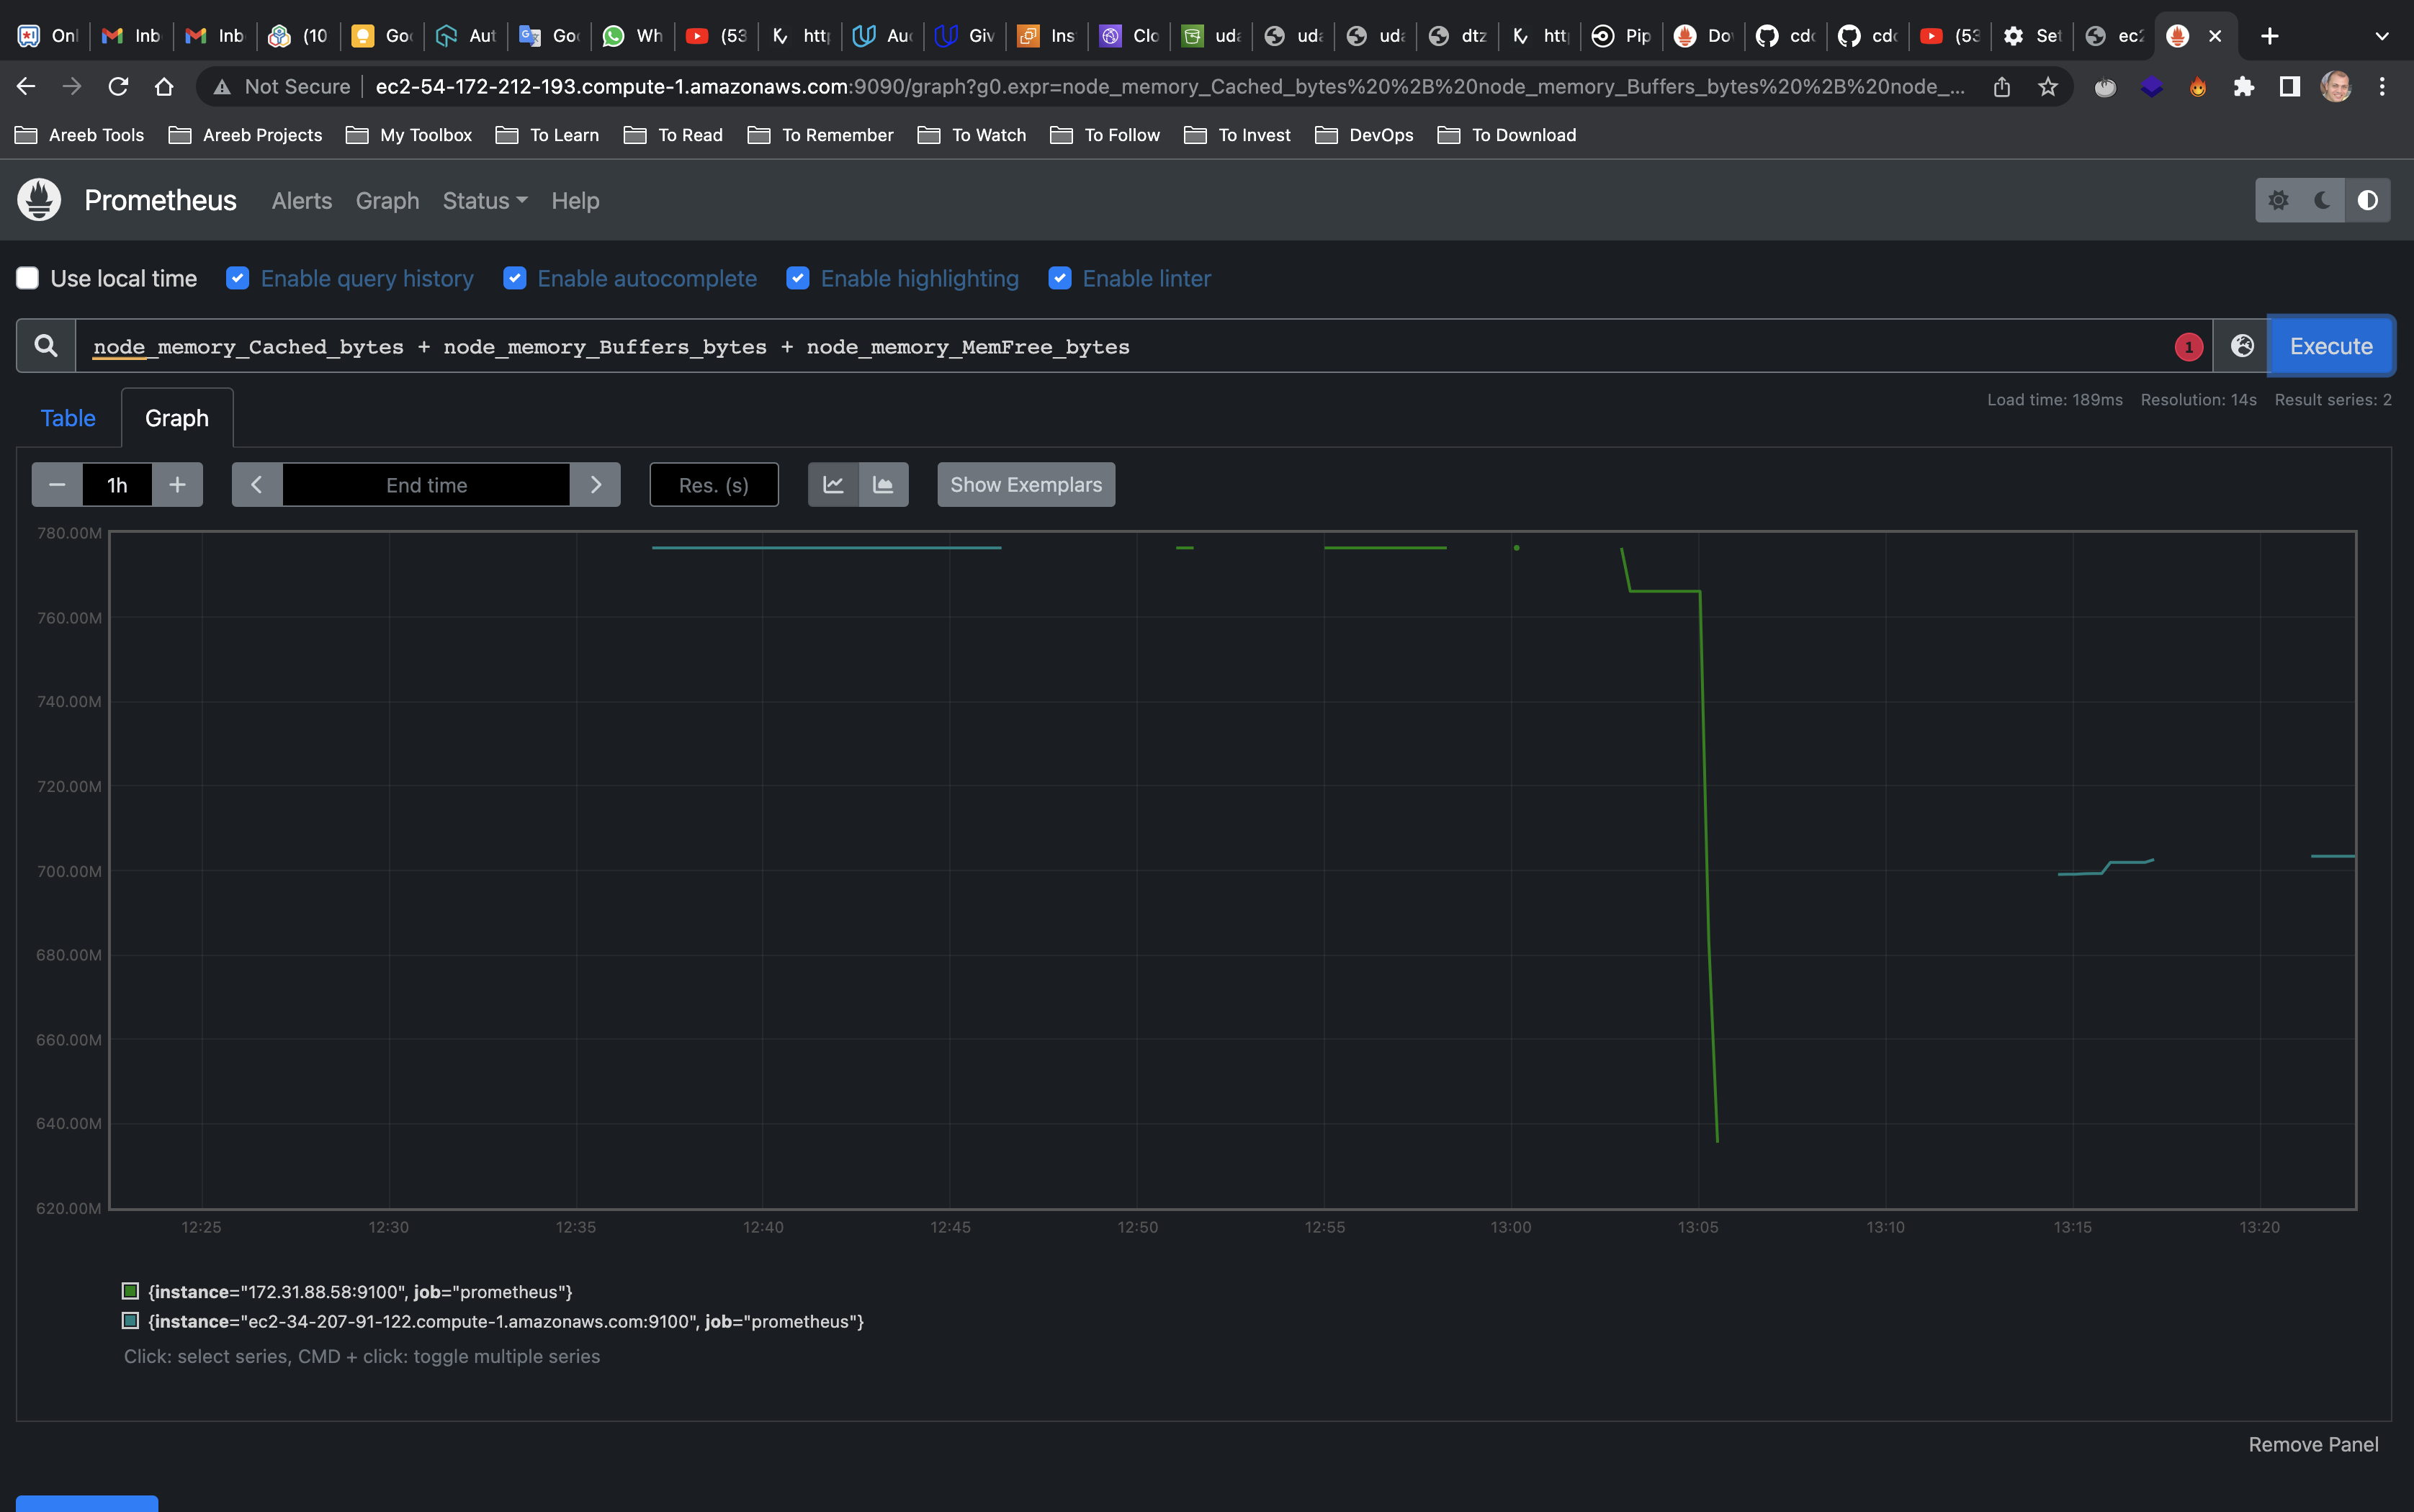 Onl Inb Inb (10 Goo Aut Goo Wh (53 http Aud Giv Ins Clo uda uda uda dtz http Pip Do cdo cdo (53 Set ec2
Not Secure ec2-54-172-212-193.compute-1.amazonaws.com:9090/graph?g0.expr=node_memory_Cached_bytes%20%2B%20node_memory_Buffers_bytes%20%2B%20node_...
Areeb Tools Areeb Projects My Toolbox To Learn To Read To Remember To Watch To Follow To Invest DevOps To Download
Prometheus Alerts Graph Status Help
Use local time Enable query history Enable autocomplete Enable highlighting Enable linter
node_memory_Cached_bytes + node_memory_Buffers_bytes + node_memory_MemFree_bytes 1 Execute
Load time: 189ms Resolution: 14s Result series: 2
Table Graph
1h End time Res. (s) Show Exemplars
780.00M
760.00M
740.00M
720.00M
700.00M
680.00M
660.00M
640.00M
620.00M
12:25 12:30 12:35 12:40 12:45 12:50 12:55 13:00 13:05 13:10 13:15 13:20
{instance="172.31.88.58:9100", job="prometheus"}
{instance="ec2-34-207-91-122.compute-1.amazonaws.com:9100", job="prometheus"}
Click: select series, CMD + click: toggle multiple series
Remove Panel